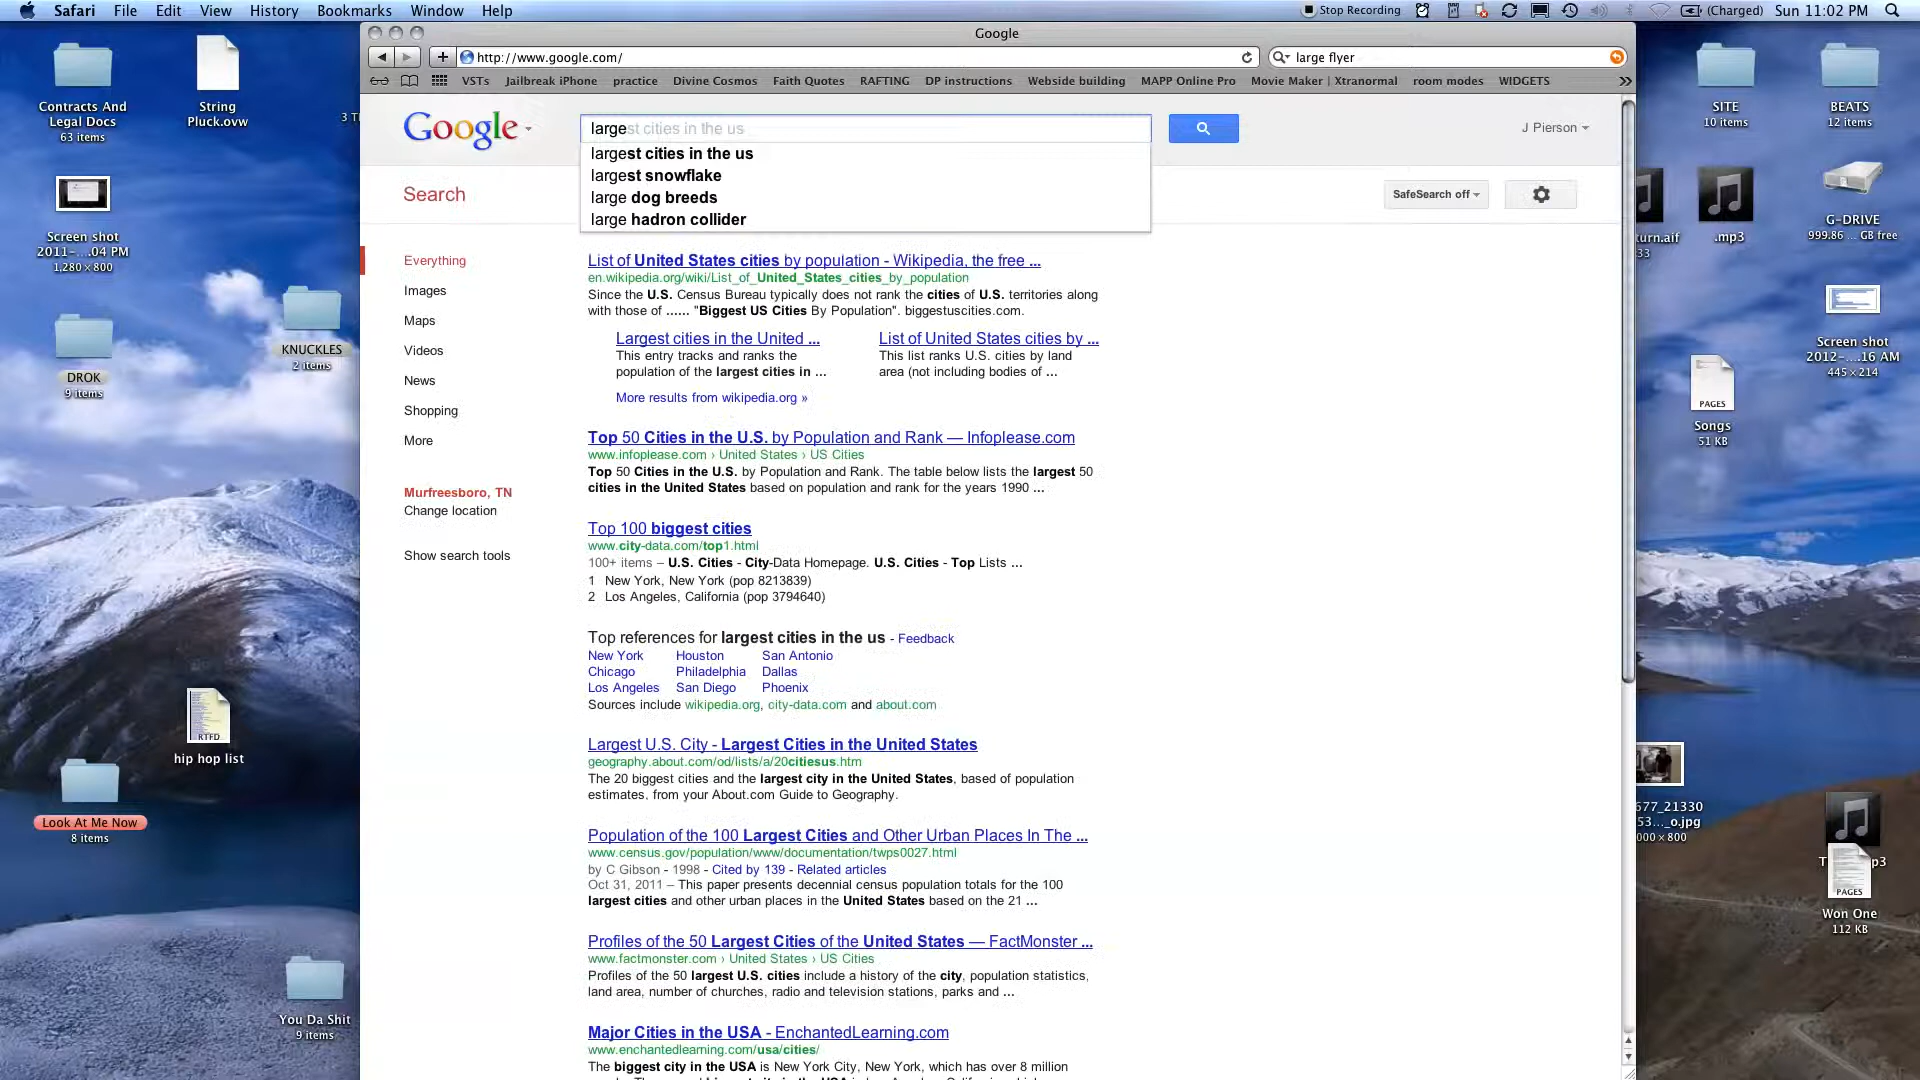 Safari File Edit View History Bookmarks Window Help
Stop Recording (Charged) Sun 11:02 PM
Google
http://www.google.com/
large flyer
VSTs Jailbreak iPhone practice Divine Cosmos Faith Quotes RAFTING DP instructions Webside building MAPP Online Pro Movie Maker | Xtranormal room modes WIDGETS
Contracts And
Legal Docs
63 items
String
Pluck.ovw
Screen shot
2011-....04 PM
1,280 × 800
DROK
9 items
KNUCKLES
2 items
hip hop list
RTFD
Look At Me Now
8 items
You Da Shit
9 items
Google
largest cities in the us
J Pierson
largest cities in the us
largest snowflake
large dog breeds
large hadron collider
Search
SafeSearch off
Everything
Images
Maps
Videos
News
Shopping
More
Murfreesboro, TN
Change location
Show search tools
List of United States cities by population - Wikipedia, the free ...
en.wikipedia.org/wiki/List_of_United_States_cities_by_population
Since the U.S. Census Bureau typically does not rank the cities of U.S. territories along
with those of ...... "Biggest US Cities By Population". biggestuscities.com.
Largest cities in the United ...
This entry tracks and ranks the
population of the largest cities in ...
List of United States cities by ...
This list ranks U.S. cities by land
area (not including bodies of ...
More results from wikipedia.org »
Top 50 Cities in the U.S. by Population and Rank — Infoplease.com
www.infoplease.com › United States › US Cities
Top 50 Cities in the U.S. by Population and Rank. The table below lists the largest 50
cities in the United States based on population and rank for the years 1990 ...
Top 100 biggest cities
www.city-data.com/top1.html
100+ items – U.S. Cities - City-Data Homepage. U.S. Cities - Top Lists ...
1 New York, New York (pop 8213839)
2 Los Angeles, California (pop 3794640)
Top references for largest cities in the us - Feedback
New York Houston San Antonio
Chicago Philadelphia Dallas
Los Angeles San Diego Phoenix
Sources include wikipedia.org, city-data.com and about.com
Largest U.S. City - Largest Cities in the United States
geography.about.com/od/lists/a/20citiesus.htm
The 20 biggest cities and the largest city in the United States, based of population
estimates, from your About.com Guide to Geography.
Population of the 100 Largest Cities and Other Urban Places In The ...
www.census.gov/population/www/documentation/twps0027.html
by C Gibson - 1998 - Cited by 139 - Related articles
Oct 31, 2011 – This paper presents decennial census population totals for the 100
largest cities and other urban places in the United States based on the 21 ...
Profiles of the 50 Largest Cities of the United States — FactMonster ...
www.factmonster.com › United States › US Cities
Profiles of the 50 largest U.S. cities include a history of the city, population statistics,
land area, number of churches, radio and television stations, parks and ...
Major Cities in the USA - EnchantedLearning.com
www.enchantedlearning.com/usa/cities/
The biggest city in the USA is New York City, New York, which has over 8 million
SITE
10 items
BEATS
12 items
urn.aif
33
.mp3
G-DRIVE
999.86 ... GB free
Screen shot
2012-....16 AM
445 × 214
PAGES
Songs
51 KB
677_21330
53..._o.jpg
000 × 800
T p3
PAGES
Won One
112 KB